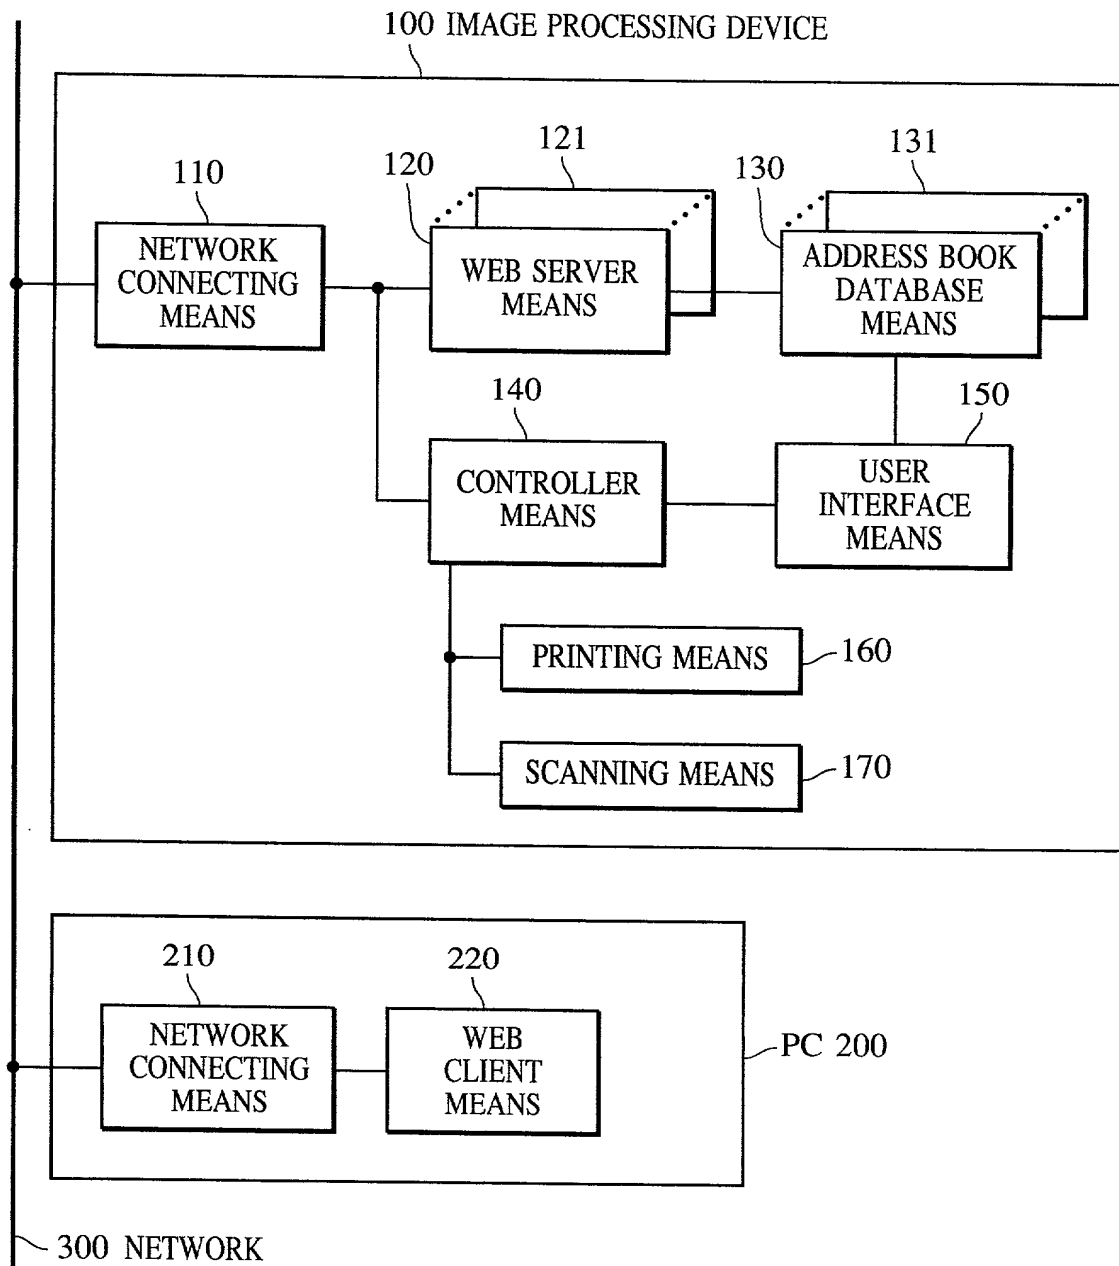 100 IMAGE PROCESSING DEVICE
121
131
120
130
110
NETWORK
CONNECTING
MEANS
WEB SERVER
MEANS
ADDRESS BOOK
DATABASE
MEANS
140
150
CONTROLLER
MEANS
USER
INTERFACE
MEANS
PRINTING MEANS
160
SCANNING MEANS
170
210
220
NETWORK
CONNECTING
MEANS
WEB
CLIENT
MEANS
PC 200
300 NETWORK